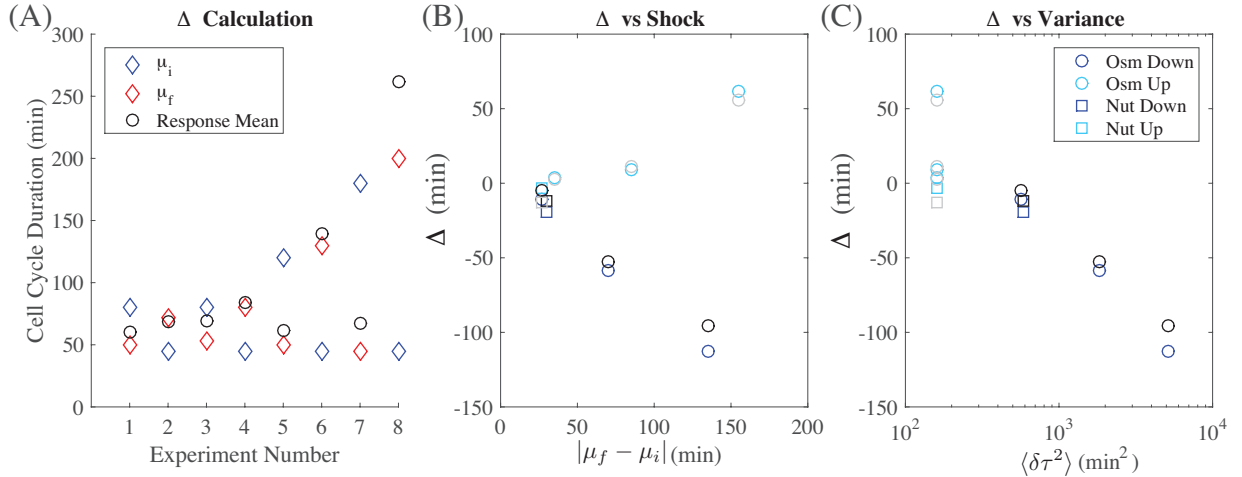 (A)
Δ Calculation
Cell Cycle Duration (min)
300
250
200
150
100
50
0
μi
μf
Response Mean
1 2 3 4 5 6 7 8
Experiment Number
(B)
Δ vs Shock
Δ (min)
100
50
0
-50
-100
-150
50 100 150 200
|μf − μi| (min)
(C)
Δ vs Variance
Δ (min)
100
50
0
-50
-100
-150
Osm Down
Osm Up
Nut Down
Nut Up
10² 10³ 10⁴
⟨δτ²⟩ (min²)